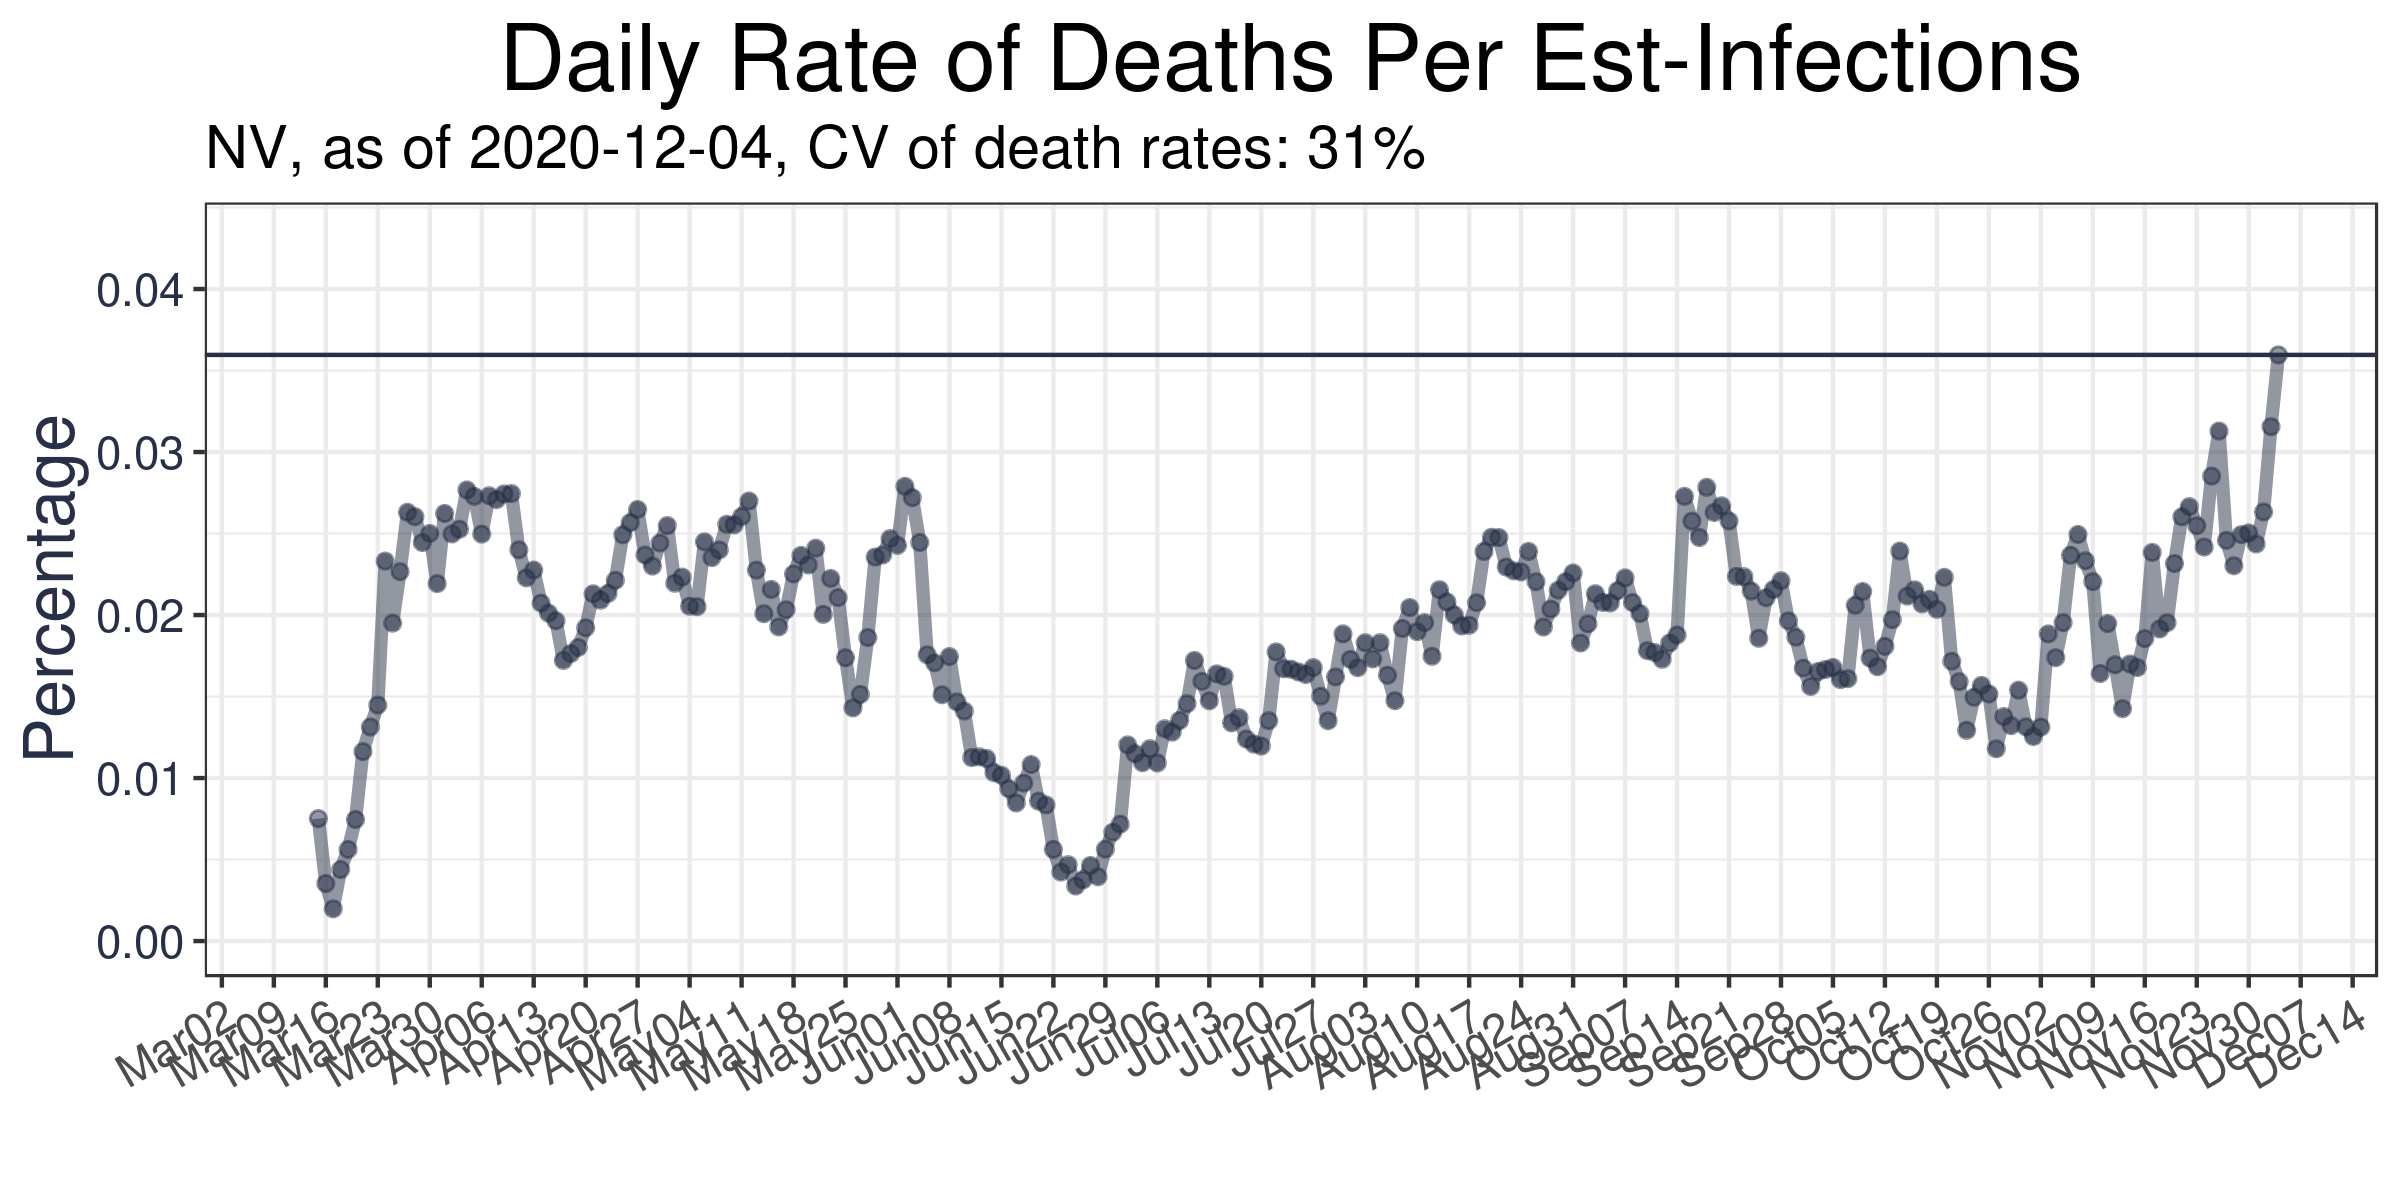 Daily Rate of Deaths Per Est-Infections
NV, as of 2020-12-04, CV of death rates: 31%
Percentage
0.04
0.03
0.02
0.01
0.00
Mar02
Mar09
Mar16
Mar23
Mar30
Apr06
Apr13
Apr20
Apr27
May04
May11
May18
May25
Jun01
Jun08
Jun15
Jun22
Jun29
Jul06
Jul13
Jul20
Jul27
Aug03
Aug10
Aug17
Aug24
Aug31
Sep07
Sep14
Sep21
Sep28
Oct05
Oct12
Oct19
Oct26
Nov02
Nov09
Nov16
Nov23
Nov30
Dec07
Dec14